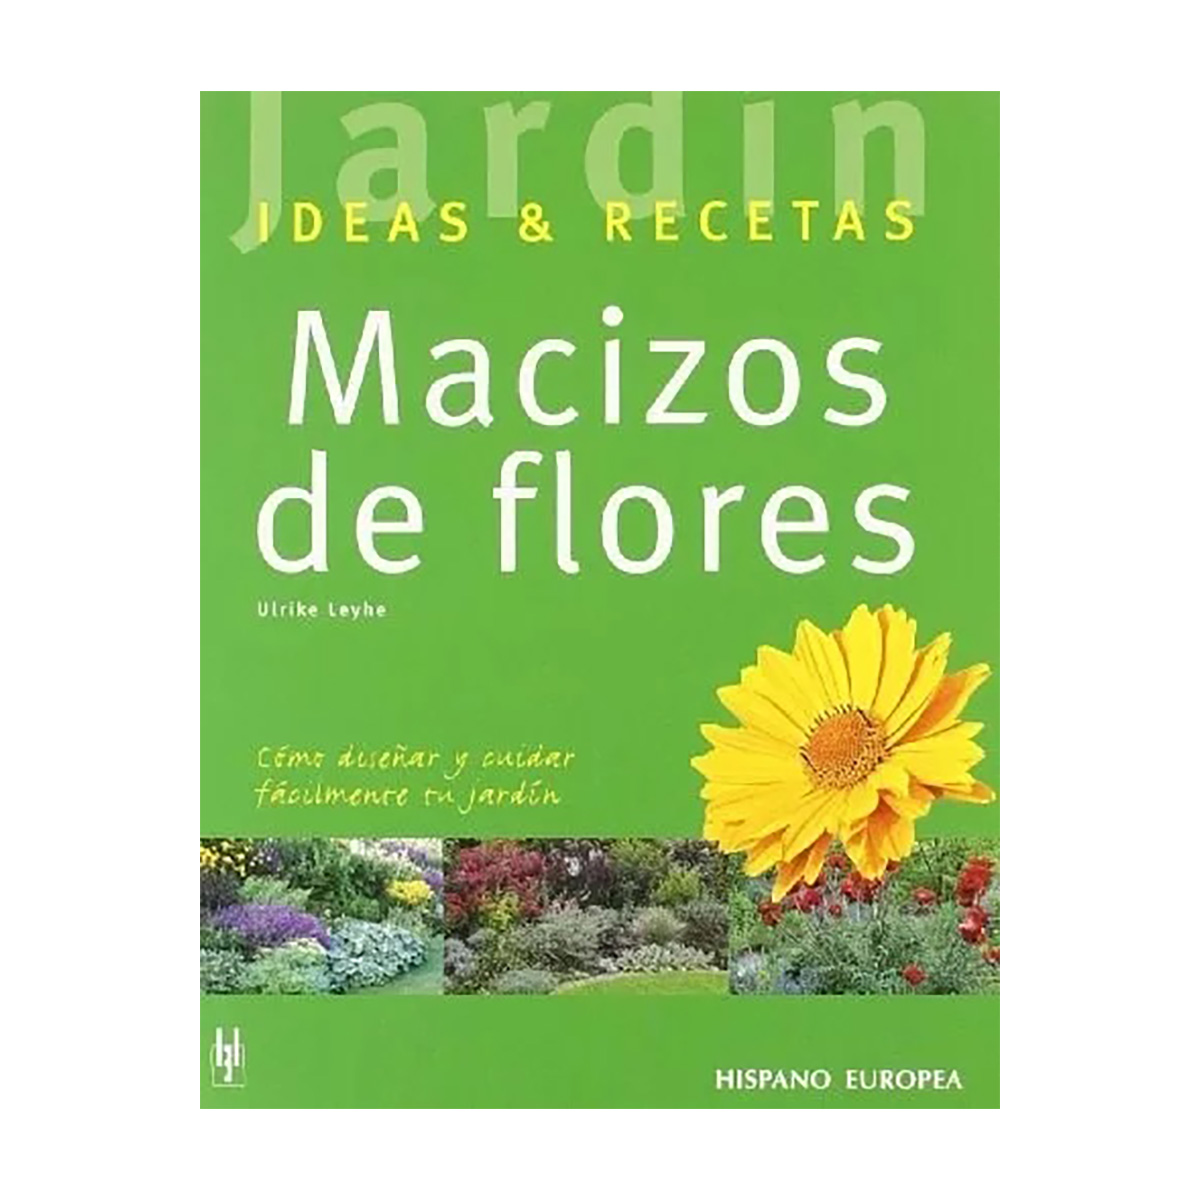 Jardín
IDEAS & RECETAS
Macizos
de flores
Ulrike Leyhe
Cómo diseñar y cuidar
fácilmente tu jardín
HISPANO EUROPEA